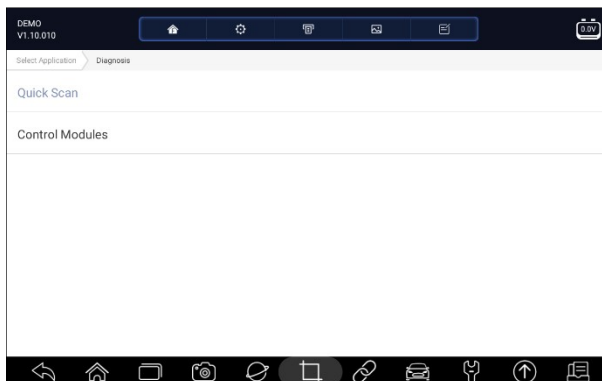 DEMO
V1.10.010
0.0V
Select Application Diagnosis
Quick Scan
Control Modules